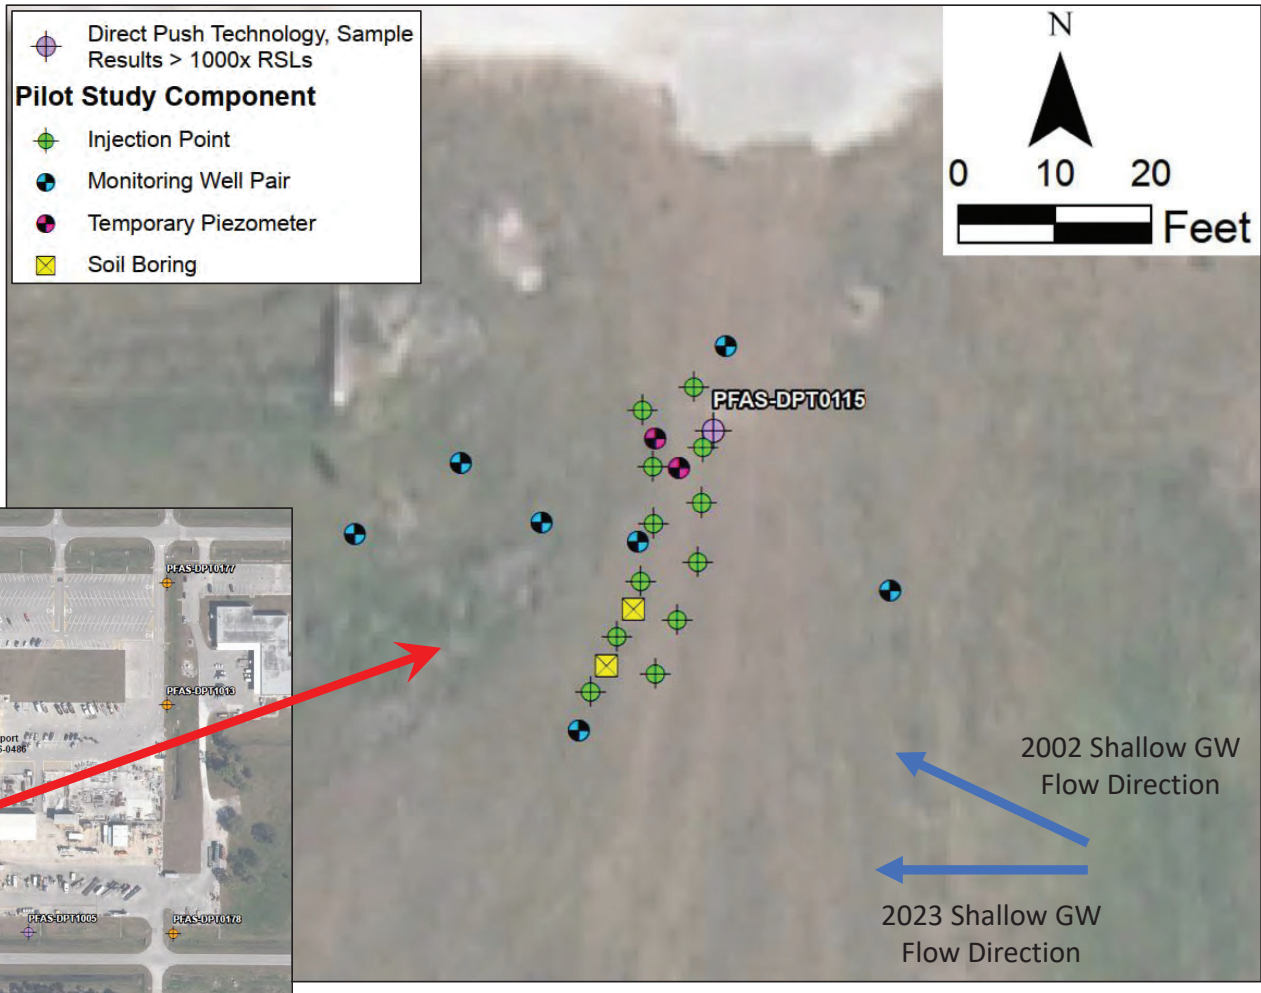 Direct Push Technology, Sample
Results > 1000x RSLs
Pilot Study Component
Injection Point
Monitoring Well Pair
Temporary Piezometer
Soil Boring
N
0 10 20
Feet
PFAS-DPT0115
PFAS-DPT0177
PFAS-DPT1013
port
-0486
PFAS-DPT1005
PFAS-DPT0178
2002 Shallow GW
Flow Direction
2023 Shallow GW
Flow Direction